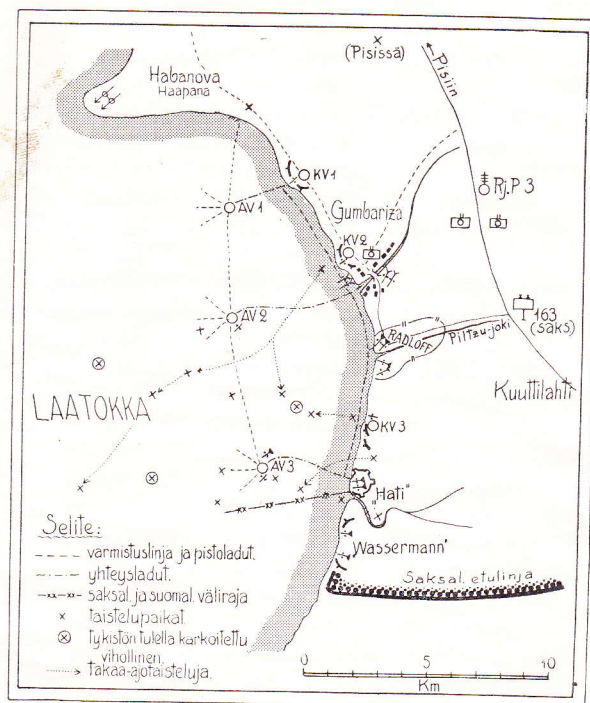 (Pisissä)
Pisiin
Habanova
Haapana
KV1
Rj.P 3
AV1
Gumbariza
KV2
AV2
163
(saks)
RADLOFF
Piltzu-joki
Kuuttilahti
LAATOKKA
KV3
AV3
"Hati"
Wassermann'
Saksal. etulinja
Selite:
varmistuslinja ja pistoladut.
yhteysladut.
saksal. ja suomal. väliraja
taistelupaikat
tykistön tulella karkoitettu
vihollinen.
takaa-ajotaisteluja.
0
5
10
Km